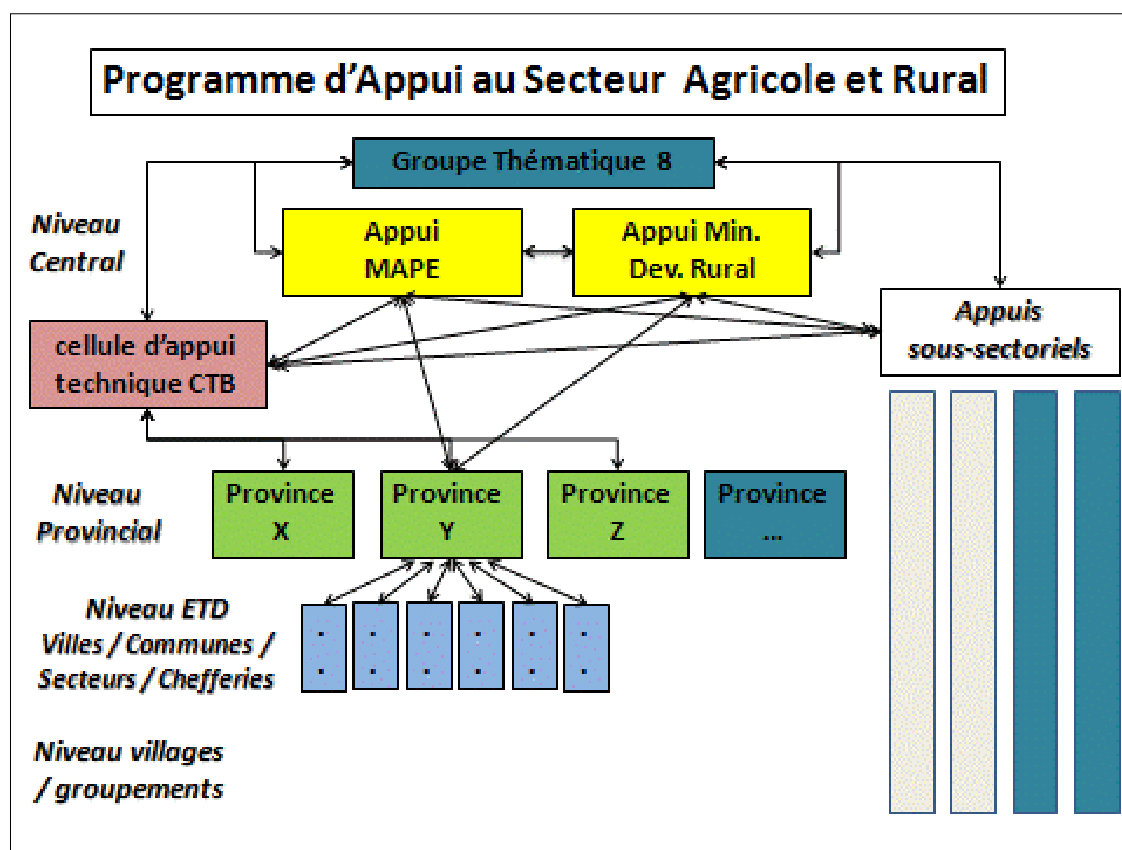 Programme d'Appui au Secteur Agricole et Rural
Groupe Thématique 8
Niveau
Central
Appui
MAPE
Appui Min.
Dev. Rural
Appuis
sous-sectoriels
cellule d'appui
technique CTB
Niveau
Provincial
Province
X
Province
Y
Province
Z
Province
...
Niveau ETD
Villes / Communes /
Secteurs / Chefferies
.
.
.
.
.
.
.
.
.
.
.
.
Niveau villages
/ groupements